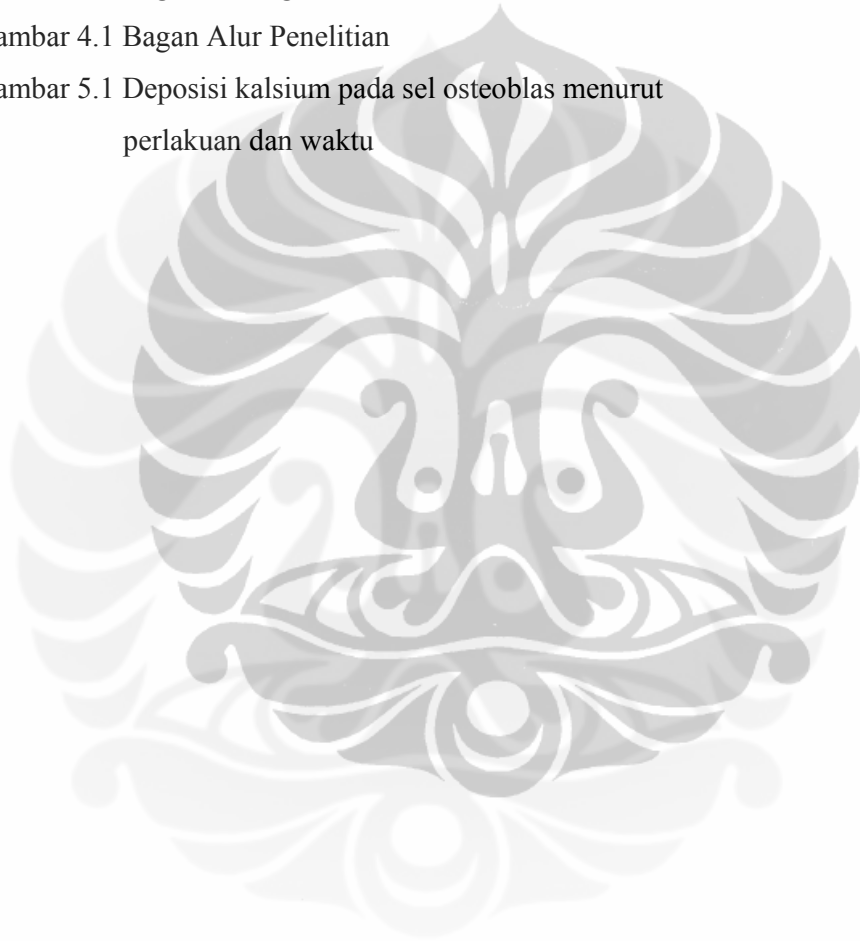 ambar 4.1 Bagan Alur Penelitian
ambar 5.1 Deposisi kalsium pada sel osteoblas menurut
perlakuan dan waktu